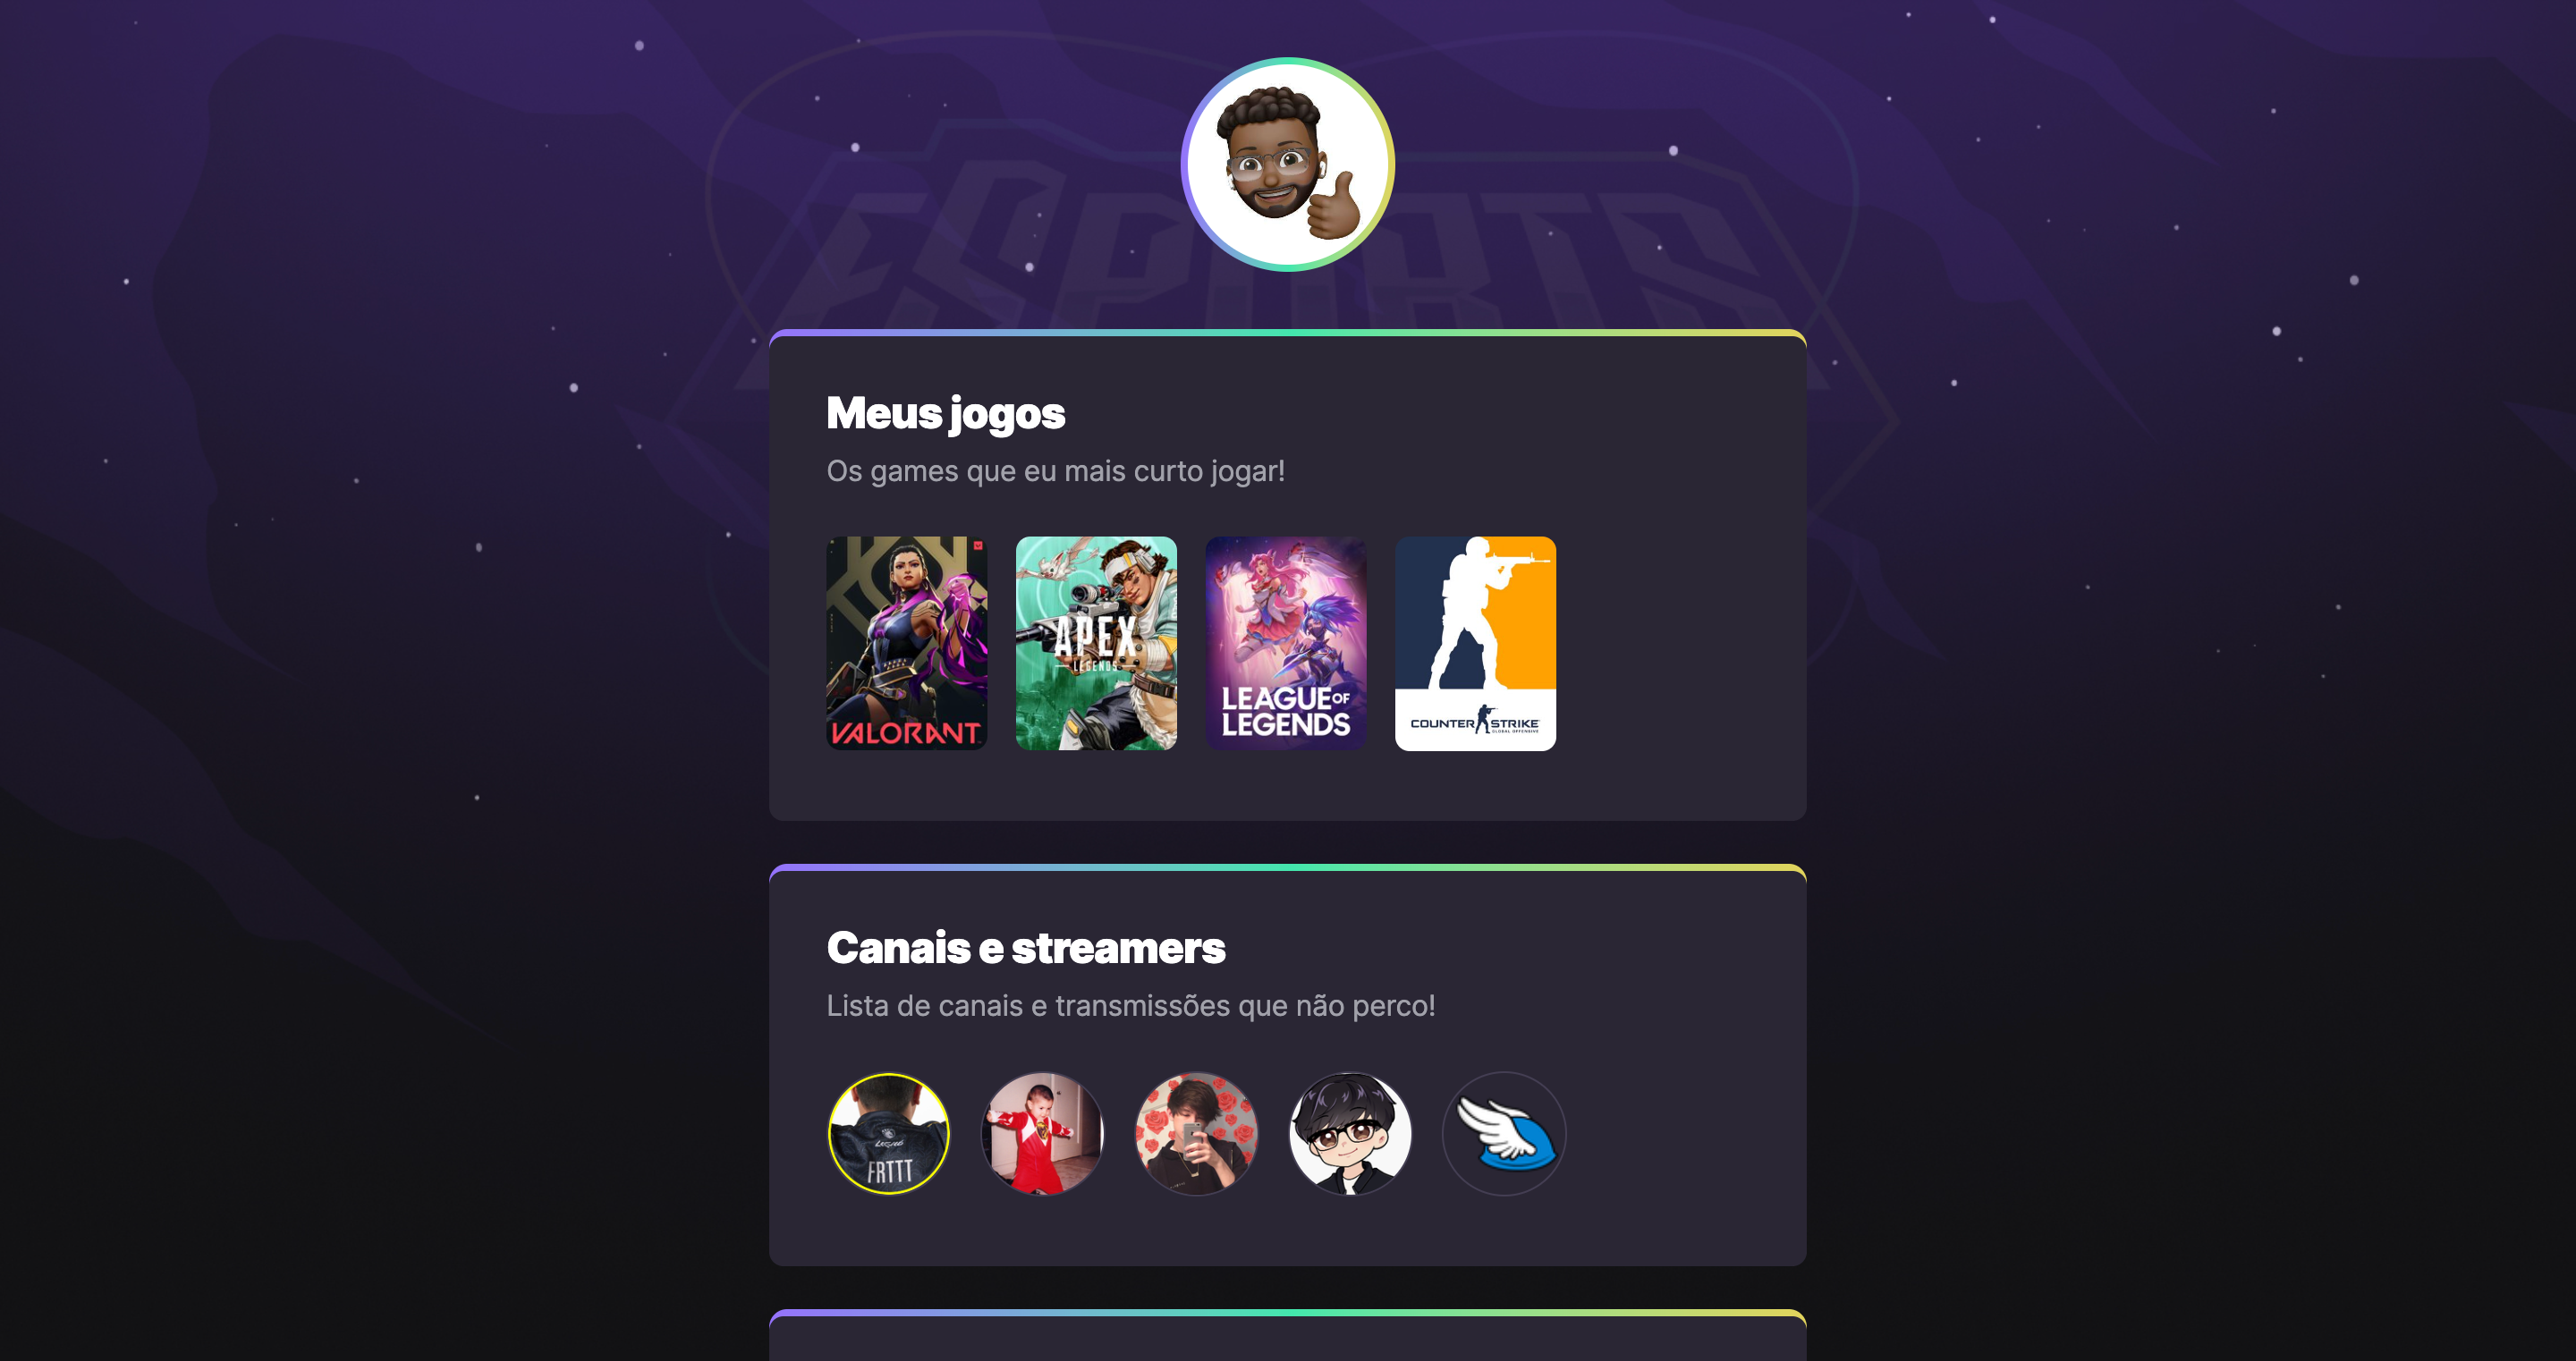 ESPORTS
Meus jogos
Os games que eu mais curto jogar!
VALORANT
APEX
LEGENDS
LEAGUE OF
LEGENDS
COUNTER STRIKE
GLOBAL OFFENSIVE
Canais e streamers
Lista de canais e transmissões que não perco!
FRTTT